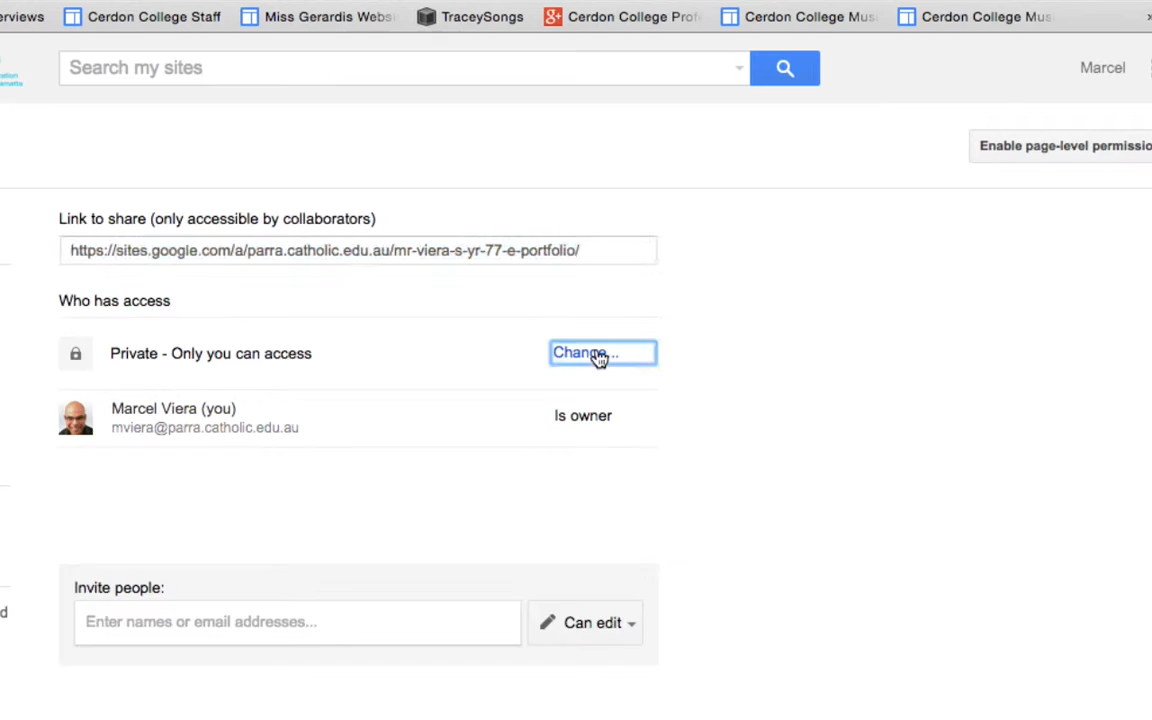 Cerdon College Staff Miss Gerardis Webs TraceySongs Cerdon College Prof Cerdon College Mus Cerdon College Mus
Search my sites Marcel
Enable page-level permissio
Link to share (only accessible by collaborators)
https://sites.google.com/a/parra.catholic.edu.au/mr-viera-s-yr-77-e-portfolio/
Who has access
Private - Only you can access Change...
Marcel Viera (you) Is owner
mviera@parra.catholic.edu.au
Invite people:
Enter names or email addresses... Can edit